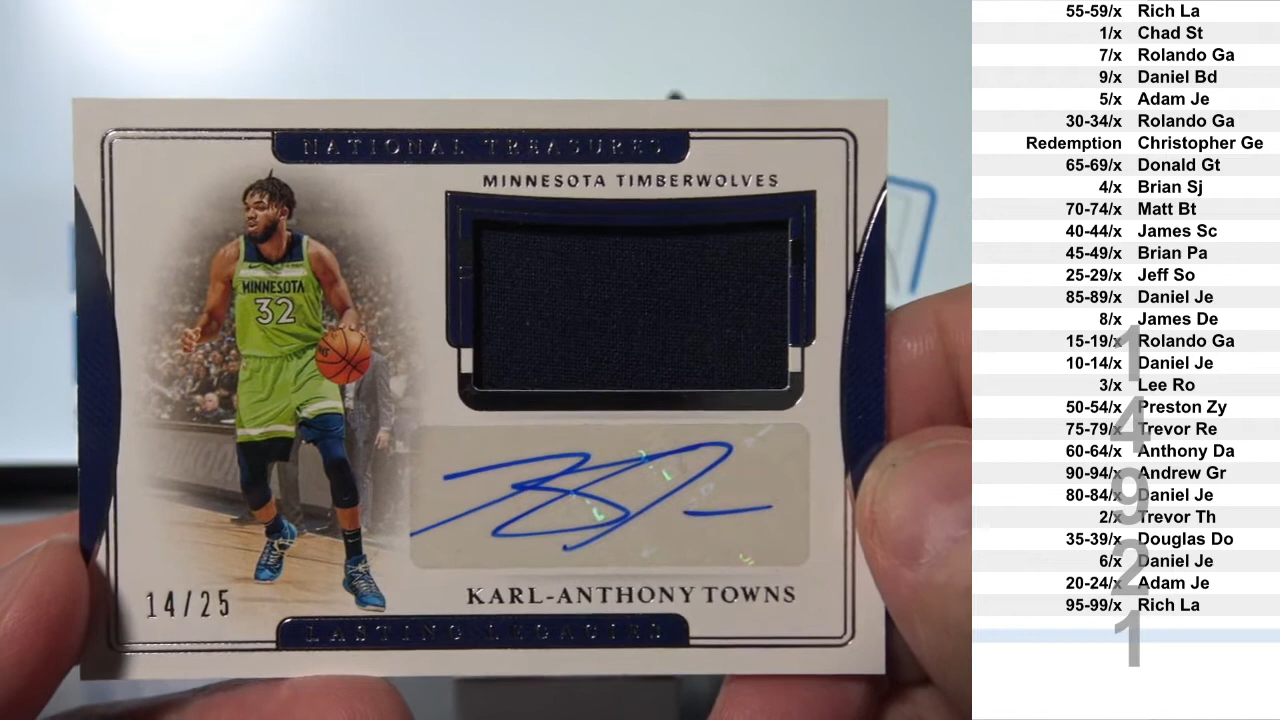 NATIONAL TREASURES
MINNESOTA TIMBERWOLVES
MINNESOTA
32
14/25
KARL-ANTHONY TOWNS
LASTING LEGACIES
55-59/x Rich La
1/x Chad St
7/x Rolando Ga
9/x Daniel Bd
5/x Adam Je
30-34/x Rolando Ga
Redemption Christopher Ge
65-69/x Donald Gt
4/x Brian Sj
70-74/x Matt Bt
40-44/x James Sc
45-49/x Brian Pa
25-29/x Jeff So
85-89/x Daniel Je
8/x James De
15-19/x Rolando Ga
10-14/x Daniel Je
3/x Lee Ro
50-54/x Preston Zy
75-79/x Trevor Re
60-64/x Anthony Da
90-94/x Andrew Gr
80-84/x Daniel Je
2/x Trevor Th
35-39/x Douglas Do
6/x Daniel Je
20-24/x Adam Je
95-99/x Rich La
1
4
9
2
1